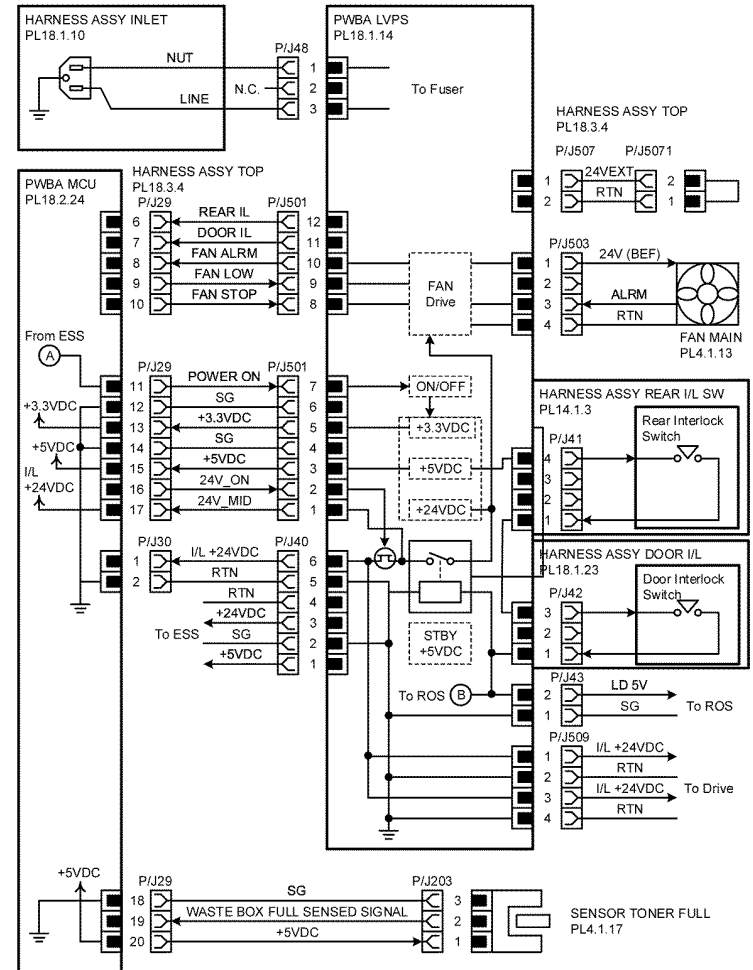 HARNESS ASSY INLET
PL18.1.10
NUT
LINE
P/J48
N.C.
1
2
3
PWBA LVPS
PL18.1.14
To Fuser
HARNESS ASSY TOP
PL18.3.4
P/J507
P/J5071
1 24VEXT 2
2 RTN 1
PWBA MCU
PL18.2.24
HARNESS ASSY TOP
PL18.3.4
P/J29
P/J501
6 REAR IL 12
7 DOOR IL 11
8 FAN ALRM 10
9 FAN LOW 9
10 FAN STOP 8
FAN
Drive
P/J503
1 24V (BEF)
2
3 ALRM
4 RTN
FAN MAIN
PL4.1.13
From ESS
A
+3.3VDC
+5VDC
I/L
+24VDC
P/J29
P/J501
11 POWER ON 7
12 SG 6
13 +3.3VDC 5
14 SG 4
15 +5VDC 3
16 24V_ON 2
17 24V_MID 1
ON/OFF
+3.3VDC
+5VDC
+24VDC
HARNESS ASSY REAR I/L SW
PL14.1.3
Rear Interlock
Switch
P/J41
4
3
2
1
P/J30
P/J40
1 I/L +24VDC 6
2 RTN 5
RTN 4
+24VDC 3
To ESS
SG 2
+5VDC 1
STBY
+5VDC
HARNESS ASSY DOOR I/L
PL18.1.23
Door Interlock
Switch
P/J42
3
2
1
To ROS
B
P/J43
2 LD 5V
1 SG
To ROS
P/J509
1 I/L +24VDC
2 RTN
3 I/L +24VDC
4 RTN
To Drive
+5VDC
P/J29
P/J203
18 SG 3
19 WASTE BOX FULL SENSED SIGNAL 2
20 +5VDC 1
SENSOR TONER FULL
PL4.1.17